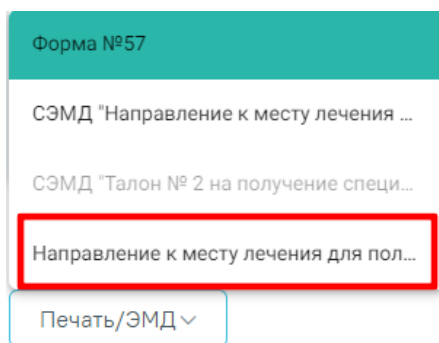 Форма №57
СЭМД "Направление к месту лечения ...
СЭМД "Талон № 2 на получение специ...
Направление к месту лечения для пол...
Печать/ЭМД